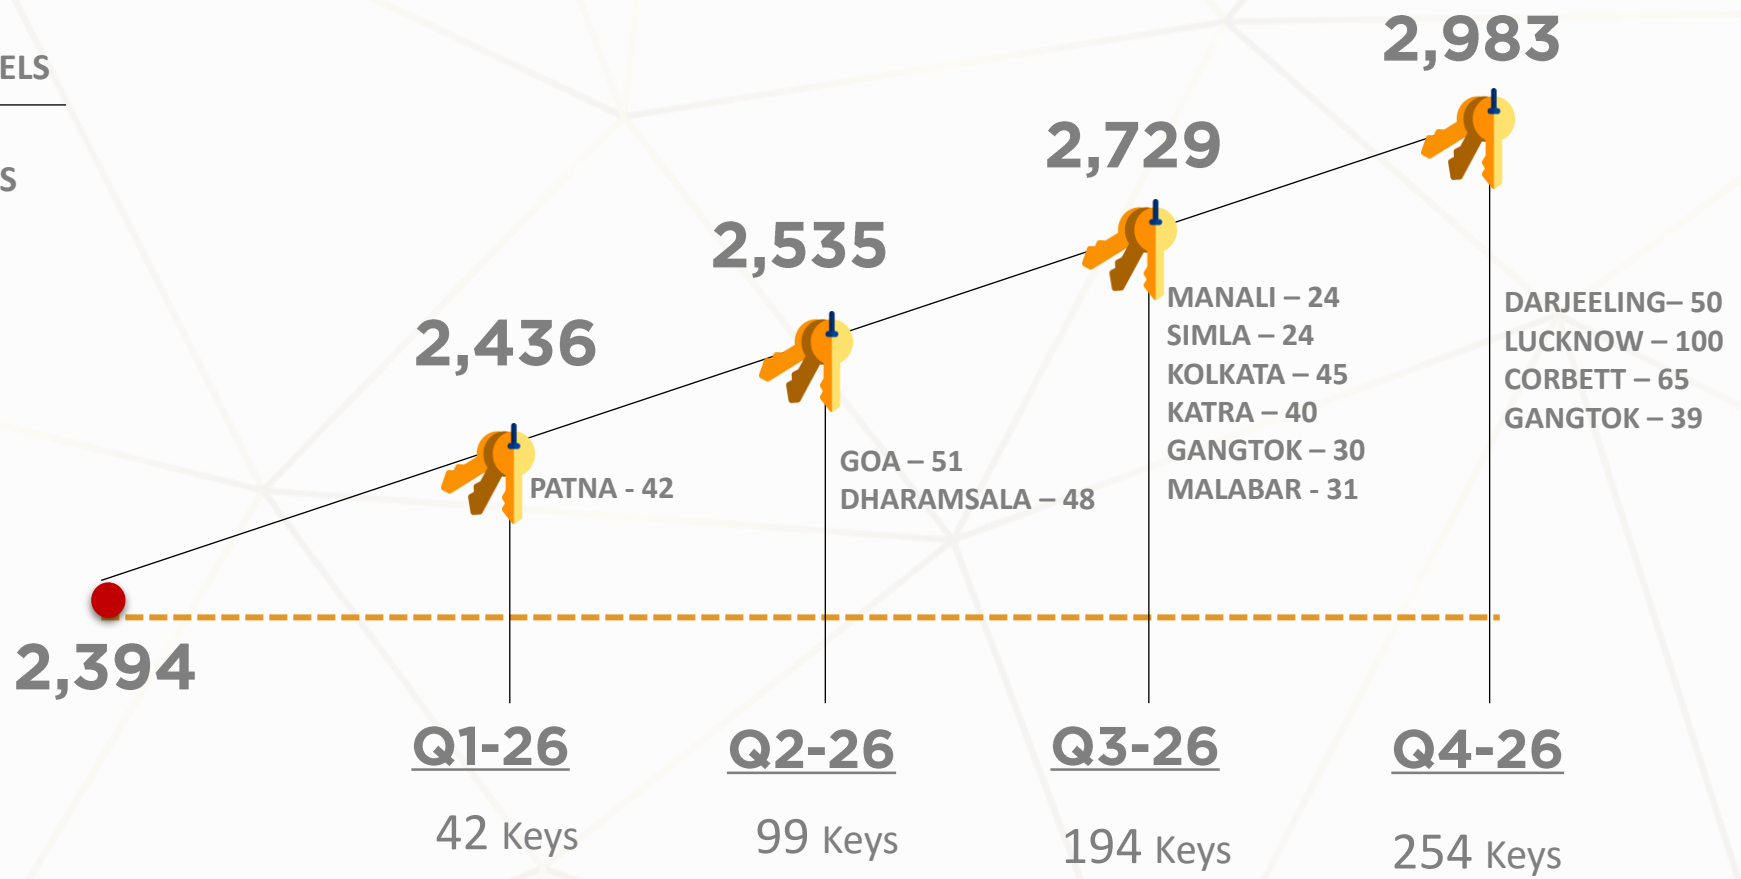 ELS
S
2,983
2,729
2,535
2,436
2,394
PATNA - 42
GOA – 51
DHARAMSALA – 48
MANALI – 24
SIMLA – 24
KOLKATA – 45
KATRA – 40
GANGTOK – 30
MALABAR - 31
DARJEELING– 50
LUCKNOW – 100
CORBETT – 65
GANGTOK – 39
Q1-26
Q2-26
Q3-26
Q4-26
42 Keys
99 Keys
194 Keys
254 Keys